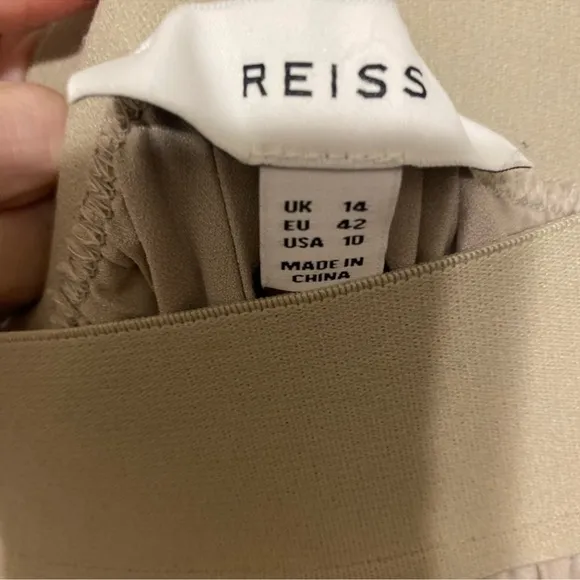 REISS
UK 14
EU 42
USA 10
MADE IN
CHINA